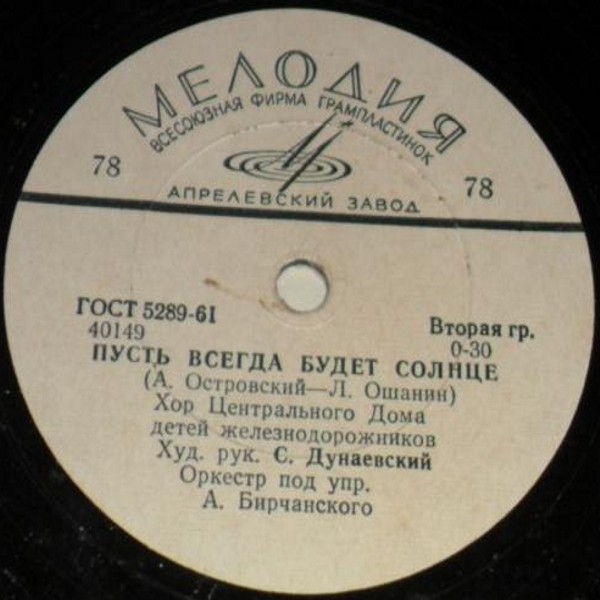 МЕЛОДИЯ
ВСЕСОЮЗНАЯ ФИРМА ГРАМПЛАСТИНОК
78 78
АПРЕЛЕВСКИЙ ЗАВОД
ГОСТ 5289-61 Вторая гр.
40149 0-30
ПУСТЬ ВСЕГДА БУДЕТ СОЛНЦЕ
(А. Островский—Л. Ошанин)
Хор Центрального Дома
детей железнодорожников
Худ. рук. С. Дунаевский
Оркестр под упр.
А. Бирчанского